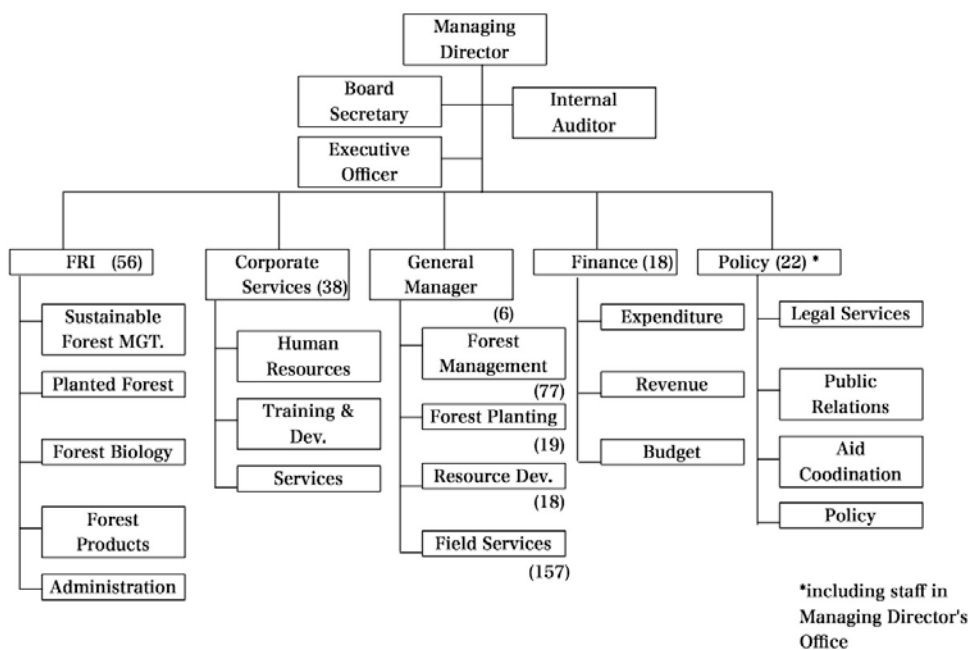 Managing
Director
Board
Secretary
Internal
Auditor
Executive
Officer
FRI (56)
Sustainable
Forest MGT.
Planted Forest
Forest Biology
Forest
Products
Administration
Corporate
Services (38)
Human
Resources
Training &
Dev.
Services
General
Manager
(6)
Forest
Management
(77)
Forest Planting
(19)
Resource Dev.
(18)
Field Services
(157)
Finance (18)
Expenditure
Revenue
Budget
Policy (22) *
Legal Services
Public
Relations
Aid
Coodination
Policy
*including staff in
Managing Director's
Office